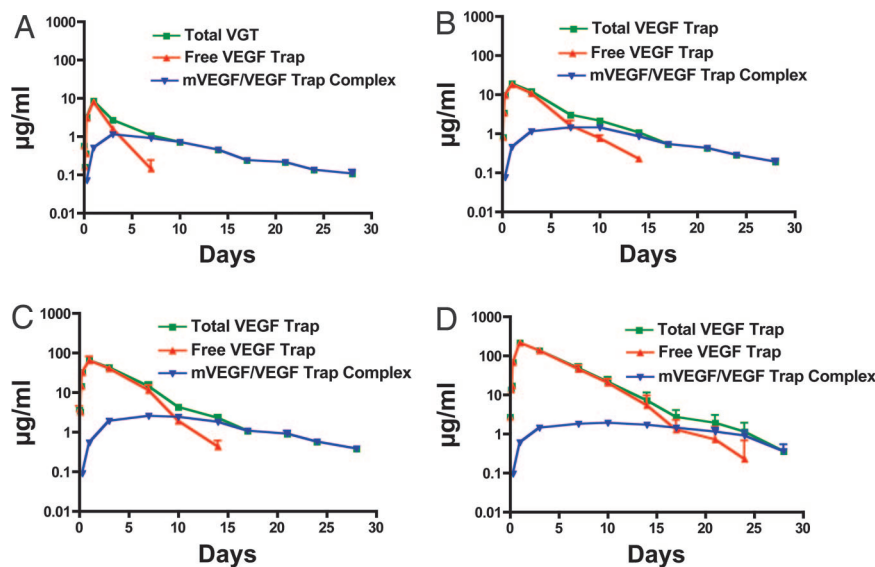 A
1000
100
10
1
0.1
0.01
µg/ml
Total VGT
Free VEGF Trap
mVEGF/VEGF Trap Complex
0 5 10 15 20 25 30
Days
B
1000
100
10
1
0.1
0.01
µg/ml
Total VEGF Trap
Free VEGF Trap
mVEGF/VEGF Trap Complex
0 5 10 15 20 25 30
Days
C
1000
100
10
1
0.1
0.01
µg/ml
Total VEGF Trap
Free VEGF Trap
mVEGF/VEGF Trap Complex
0 5 10 15 20 25 30
Days
D
1000
100
10
1
0.1
0.01
µg/ml
Total VEGF Trap
Free VEGF Trap
mVEGF/VEGF Trap Complex
0 5 10 15 20 25 30
Days